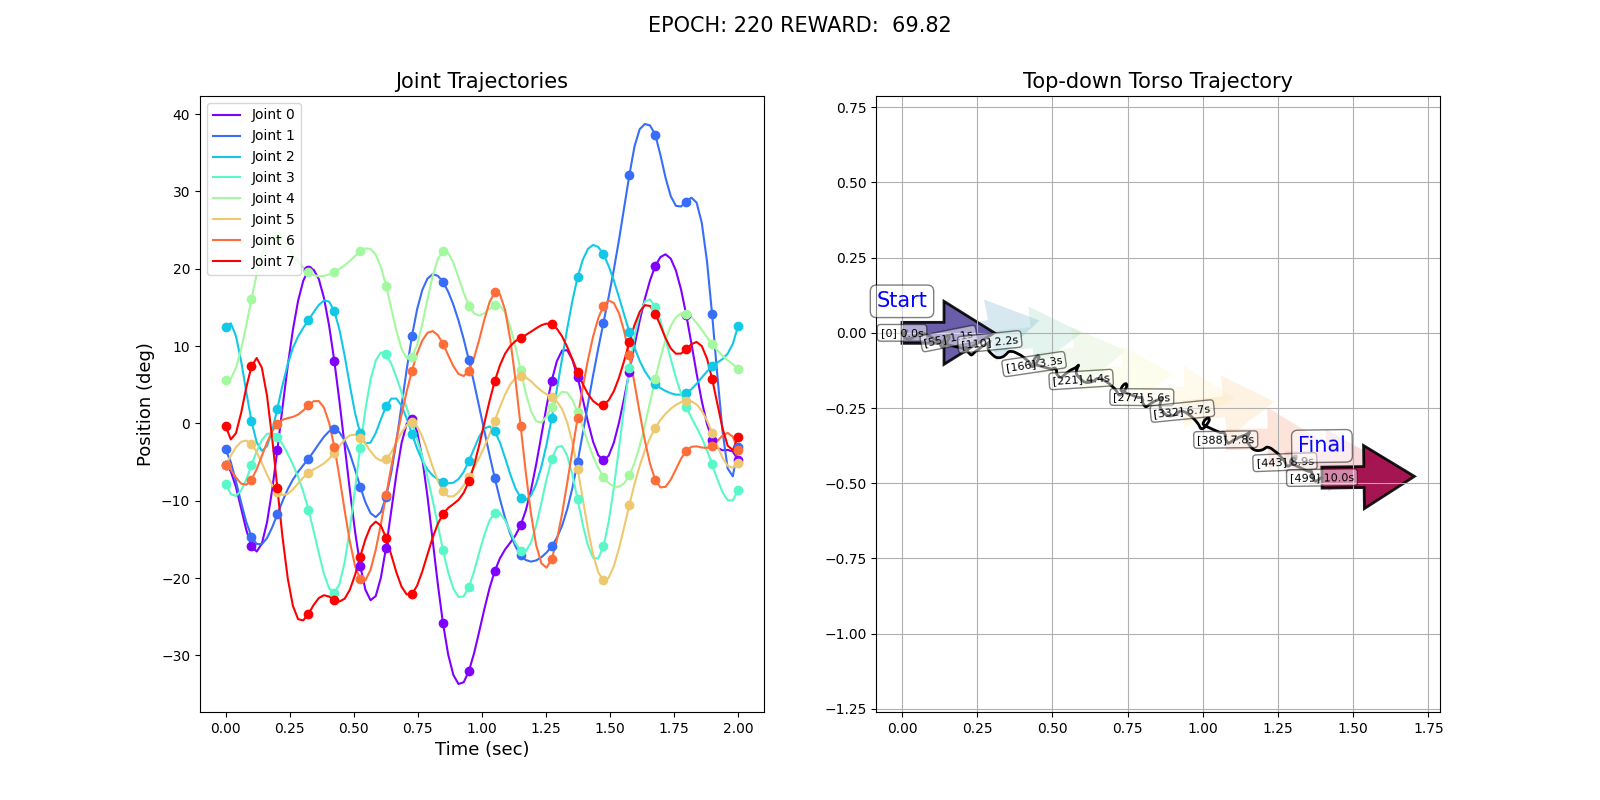 EPOCH: 220 REWARD:  69.82
Joint Trajectories
Position (deg)
40
30
20
10
0
−10
−20
−30
Joint 0
Joint 1
Joint 2
Joint 3
Joint 4
Joint 5
Joint 6
Joint 7
0.00 0.25 0.50 0.75 1.00 1.25 1.50 1.75 2.00
Time (sec)
Top-down Torso Trajectory
0.75
0.50
0.25
0.00
−0.25
−0.50
−0.75
−1.00
−1.25
Start
[0] 0.0s
[55] 1.1s
[110] 2.2s
[166] 3.3s
[221] 4.4s
[277] 5.6s
[332] 6.7s
[388] 7.8s
Final
[443] 8.9s
[499] 10.0s
0.00 0.25 0.50 0.75 1.00 1.25 1.50 1.75